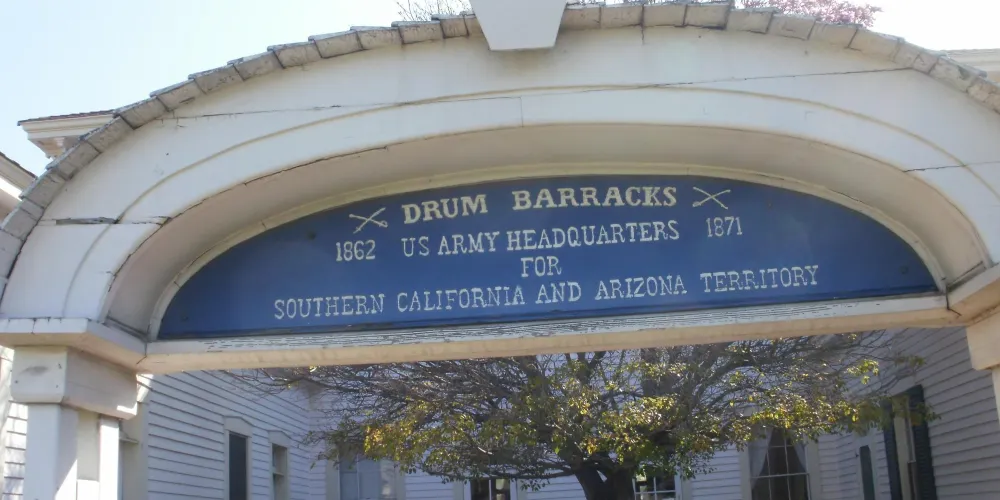 DRUM BARRACKS
1862 US ARMY HEADQUARTERS 1871
FOR
SOUTHERN CALIFORNIA AND ARIZONA TERRITORY